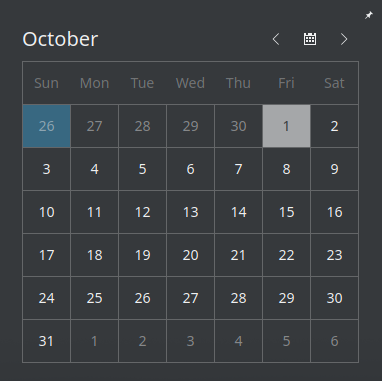 October
Sun Mon Tue Wed Thu Fri Sat
26 27 28 29 30 1 2
3 4 5 6 7 8 9
10 11 12 13 14 15 16
17 18 19 20 21 22 23
24 25 26 27 28 29 30
31 1 2 3 4 5 6